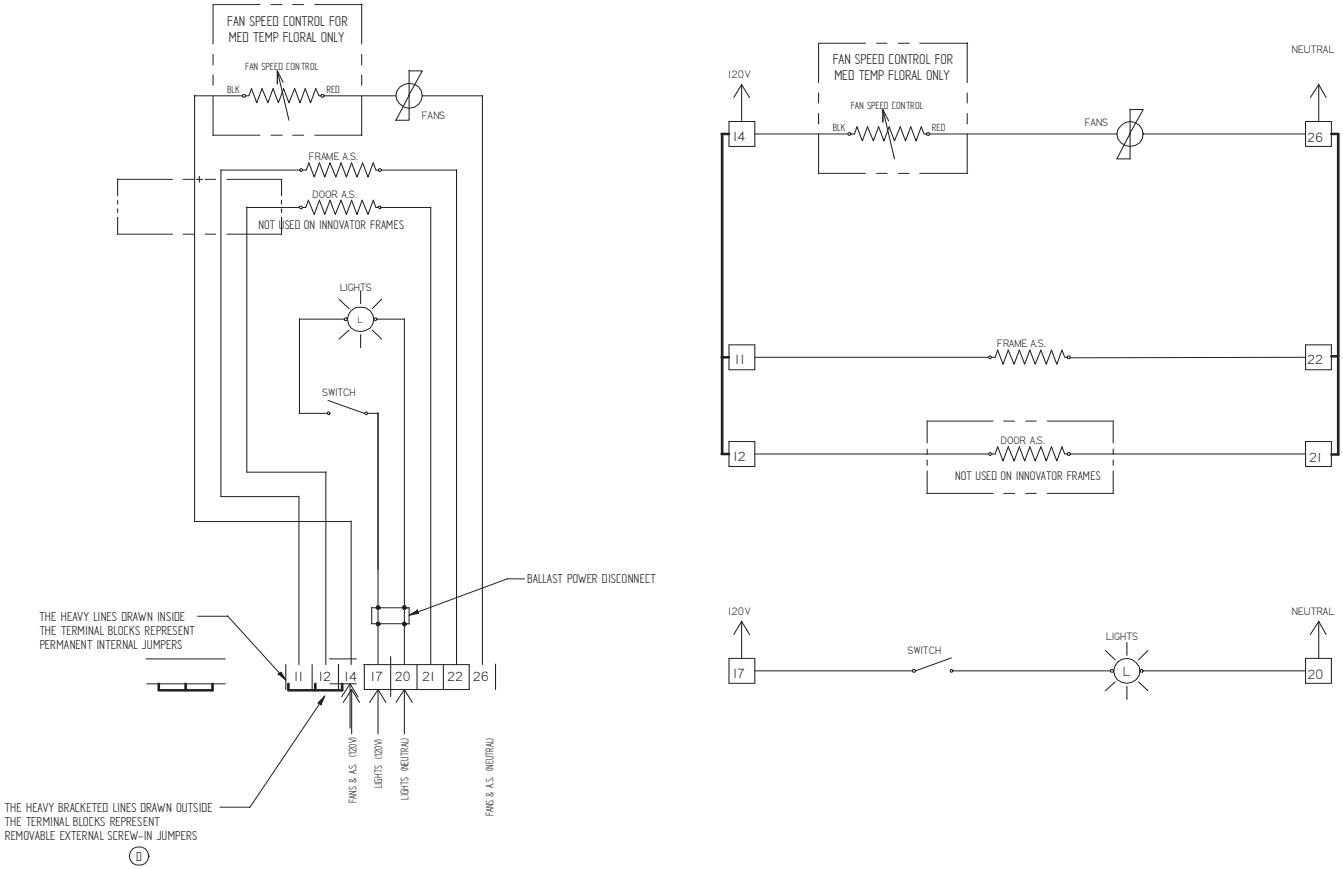 FAN SPEED CONTROL FOR
MED TEMP FLORAL ONLY
FAN SPEED CONTROL
BLK
RED
FANS
FRAME A.S.
DOOR A.S.
NOT USED ON INNOVATOR FRAMES
LIGHTS
L
SWITCH
BALLAST POWER DISCONNECT
THE HEAVY LINES DRAWN INSIDE
THE TERMINAL BLOCKS REPRESENT
PERMANENT INTERNAL JUMPERS
11 12 14 17 20 21 22 26
FANS & A.S. (120V)
LIGHTS (120V)
LIGHTS (NEUTRAL)
FANS & A.S. (NEUTRAL)
THE HEAVY BRACKETED LINES DRAWN OUTSIDE
THE TERMINAL BLOCKS REPRESENT
REMOVABLE EXTERNAL SCREW-IN JUMPERS
120V
NEUTRAL
FAN SPEED CONTROL FOR
MED TEMP FLORAL ONLY
FAN SPEED CONTROL
14
BLK
RED
FANS
26
11
FRAME A.S.
22
12
DOOR A.S.
21
NOT USED ON INNOVATOR FRAMES
120V
NEUTRAL
17
SWITCH
LIGHTS
L
20